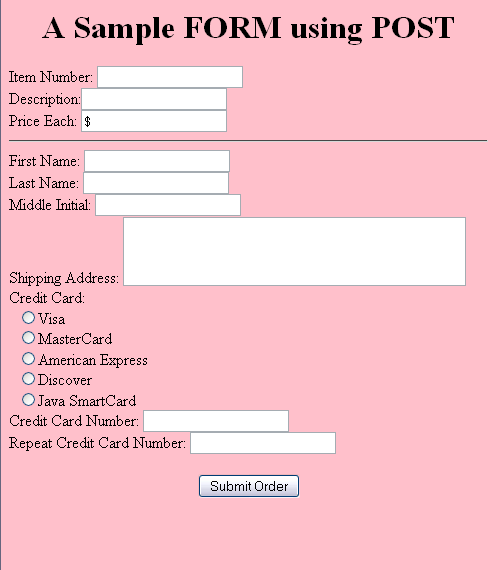 A Sample FORM using POST
Item Number:
Description:
Price Each: $
First Name:
Last Name:
Middle Initial:
Shipping Address:
Credit Card:
Visa
MasterCard
American Express
Discover
Java SmartCard
Credit Card Number:
Repeat Credit Card Number:
Submit Order